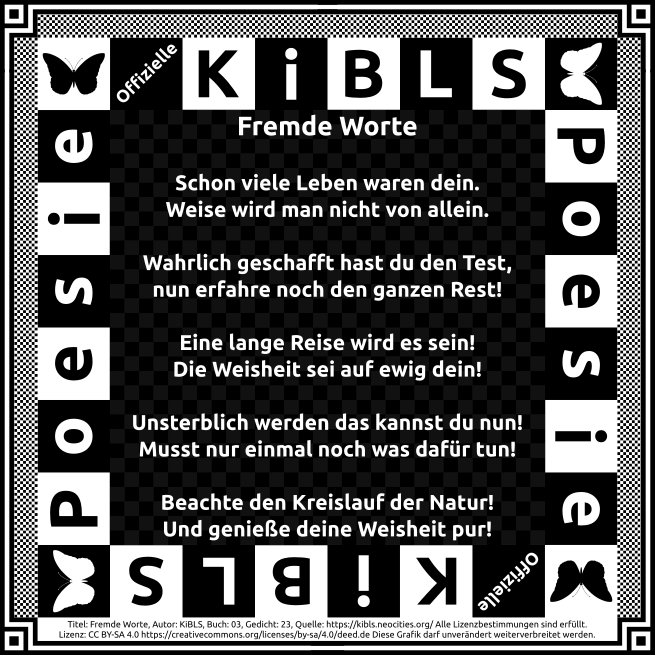 Offizielle
KiBLS
Poesie
Fremde Worte
Schon viele Leben waren dein.
Weise wird man nicht von allein.
Wahrlich geschafft hast du den Test,
nun erfahre noch den ganzen Rest!
Eine lange Reise wird es sein!
Die Weisheit sei auf ewig dein!
Unsterblich werden das kannst du nun!
Musst nur einmal noch was dafür tun!
Beachte den Kreislauf der Natur!
Und genieße deine Weisheit pur!
Offizielle
KiBLS
Poesie
Titel: Fremde Worte, Autor: KiBLS, Buch: 03, Gedicht: 23, Quelle: https://kibls.neocities.org/ Alle Lizenzbestimmungen sind erfüllt.
Lizenz: CC BY-SA 4.0 https://creativecommons.org/licenses/by-sa/4.0/deed.de Diese Grafik darf unverändert weiterverbreitet werden.